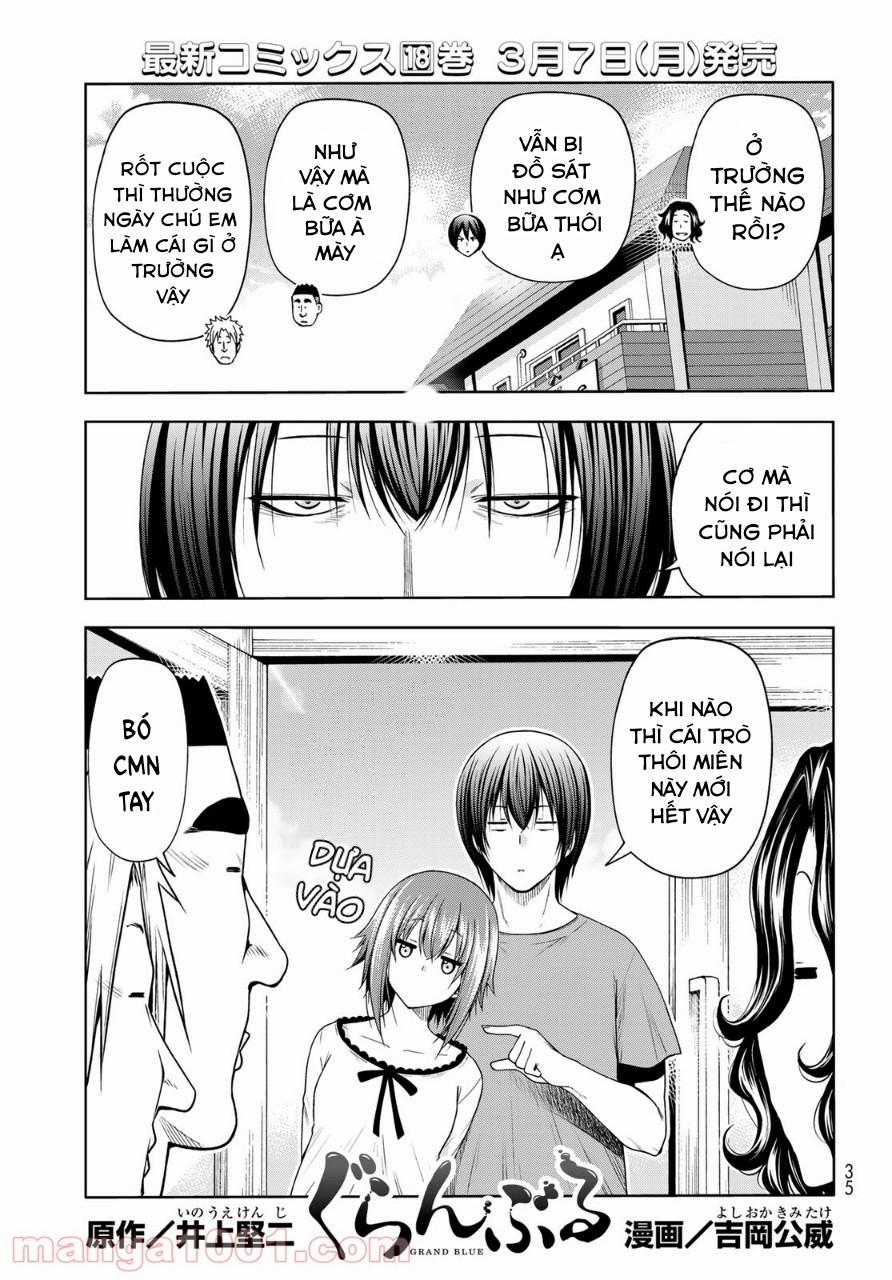 最新コミックス18巻 3月7日(月)発売
Ở
TRƯỜNG
THẾ NÀO
RỒI?
VẪN BỊ
ĐỒ SÁT
NHƯ CƠM
BỮA THÔI
Ạ
NHƯ
VẬY MÀ
LÀ CƠM
BỮA À
MÀY
RỐT CUỘC
THÌ THƯỜNG
NGÀY CHÚ EM
LÀM CÁI GÌ Ở
TRƯỜNG
VẬY
CƠ MÀ
NÓI ĐI THÌ
CŨNG PHẢI
NÓI LẠI
KHI NÀO
THÌ CÁI TRÒ
THÔI MIÊN
NÀY MỚI
HẾT VẬY
BÓ
CMN
TAY
DỰA
VÀO
35
いのうえけんじ
原作/井上堅二
ぐらんぶる
GRAND BLUE
よしおかきみたけ
漫画/吉岡公威
manga1001.com